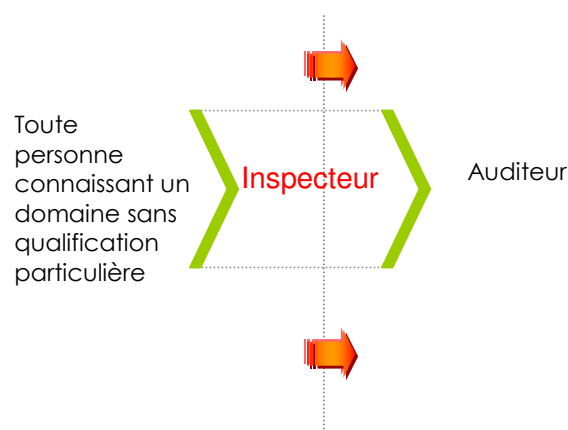 Toute
personne
connaissant un
domaine sans
qualification
particulière
Inspecteur
Auditeur